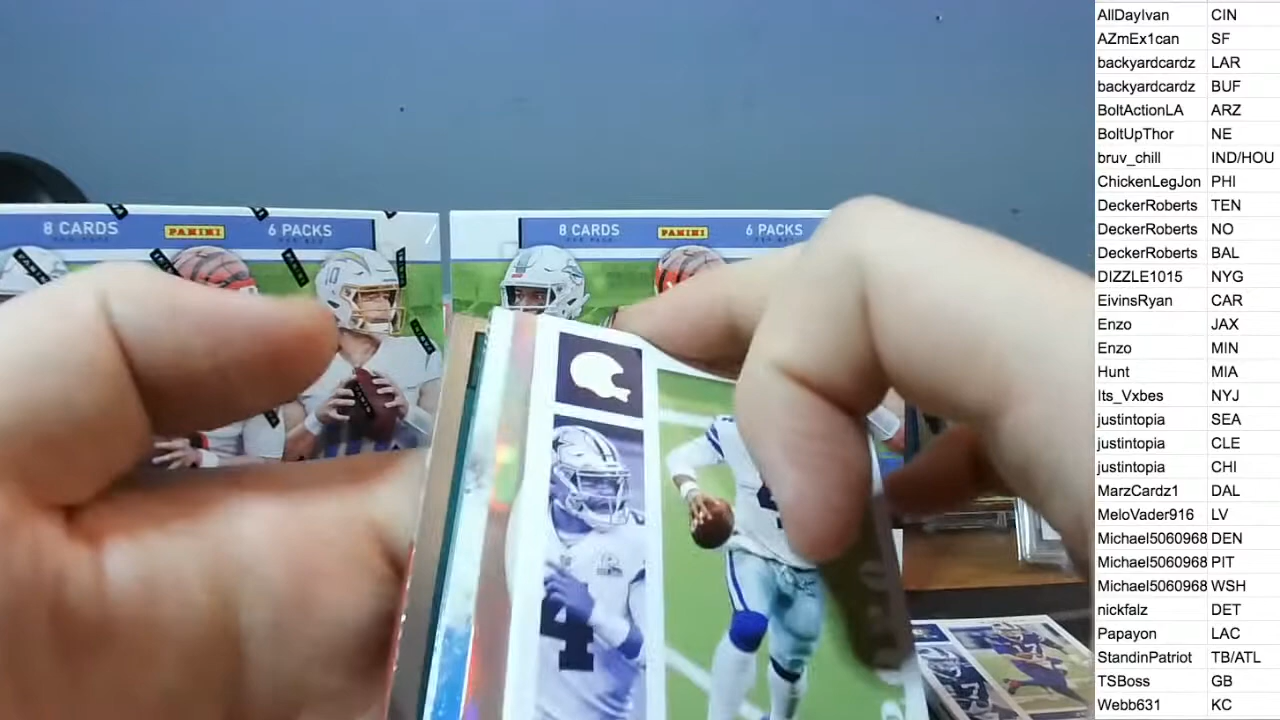 8 CARDS PANINI 6 PACKS
8 CARDS PANINI 6 PACKS
10
4
AllDayIvan CIN
AZmEx1can SF
backyardcardz LAR
backyardcardz BUF
BoltActionLA ARZ
BoltUpThor NE
bruv_chill IND/HOU
ChickenLegJon PHI
DeckerRoberts TEN
DeckerRoberts NO
DeckerRoberts BAL
DIZZLE1015 NYG
EivinsRyan CAR
Enzo JAX
Enzo MIN
Hunt MIA
Its_Vxbes NYJ
justintopia SEA
justintopia CLE
justintopia CHI
MarzCardz1 DAL
MeloVader916 LV
Michael5060968 DEN
Michael5060968 PIT
Michael5060968 WSH
nickfalz DET
Papayon LAC
StandinPatriot TB/ATL
TSBoss GB
Webb631 KC